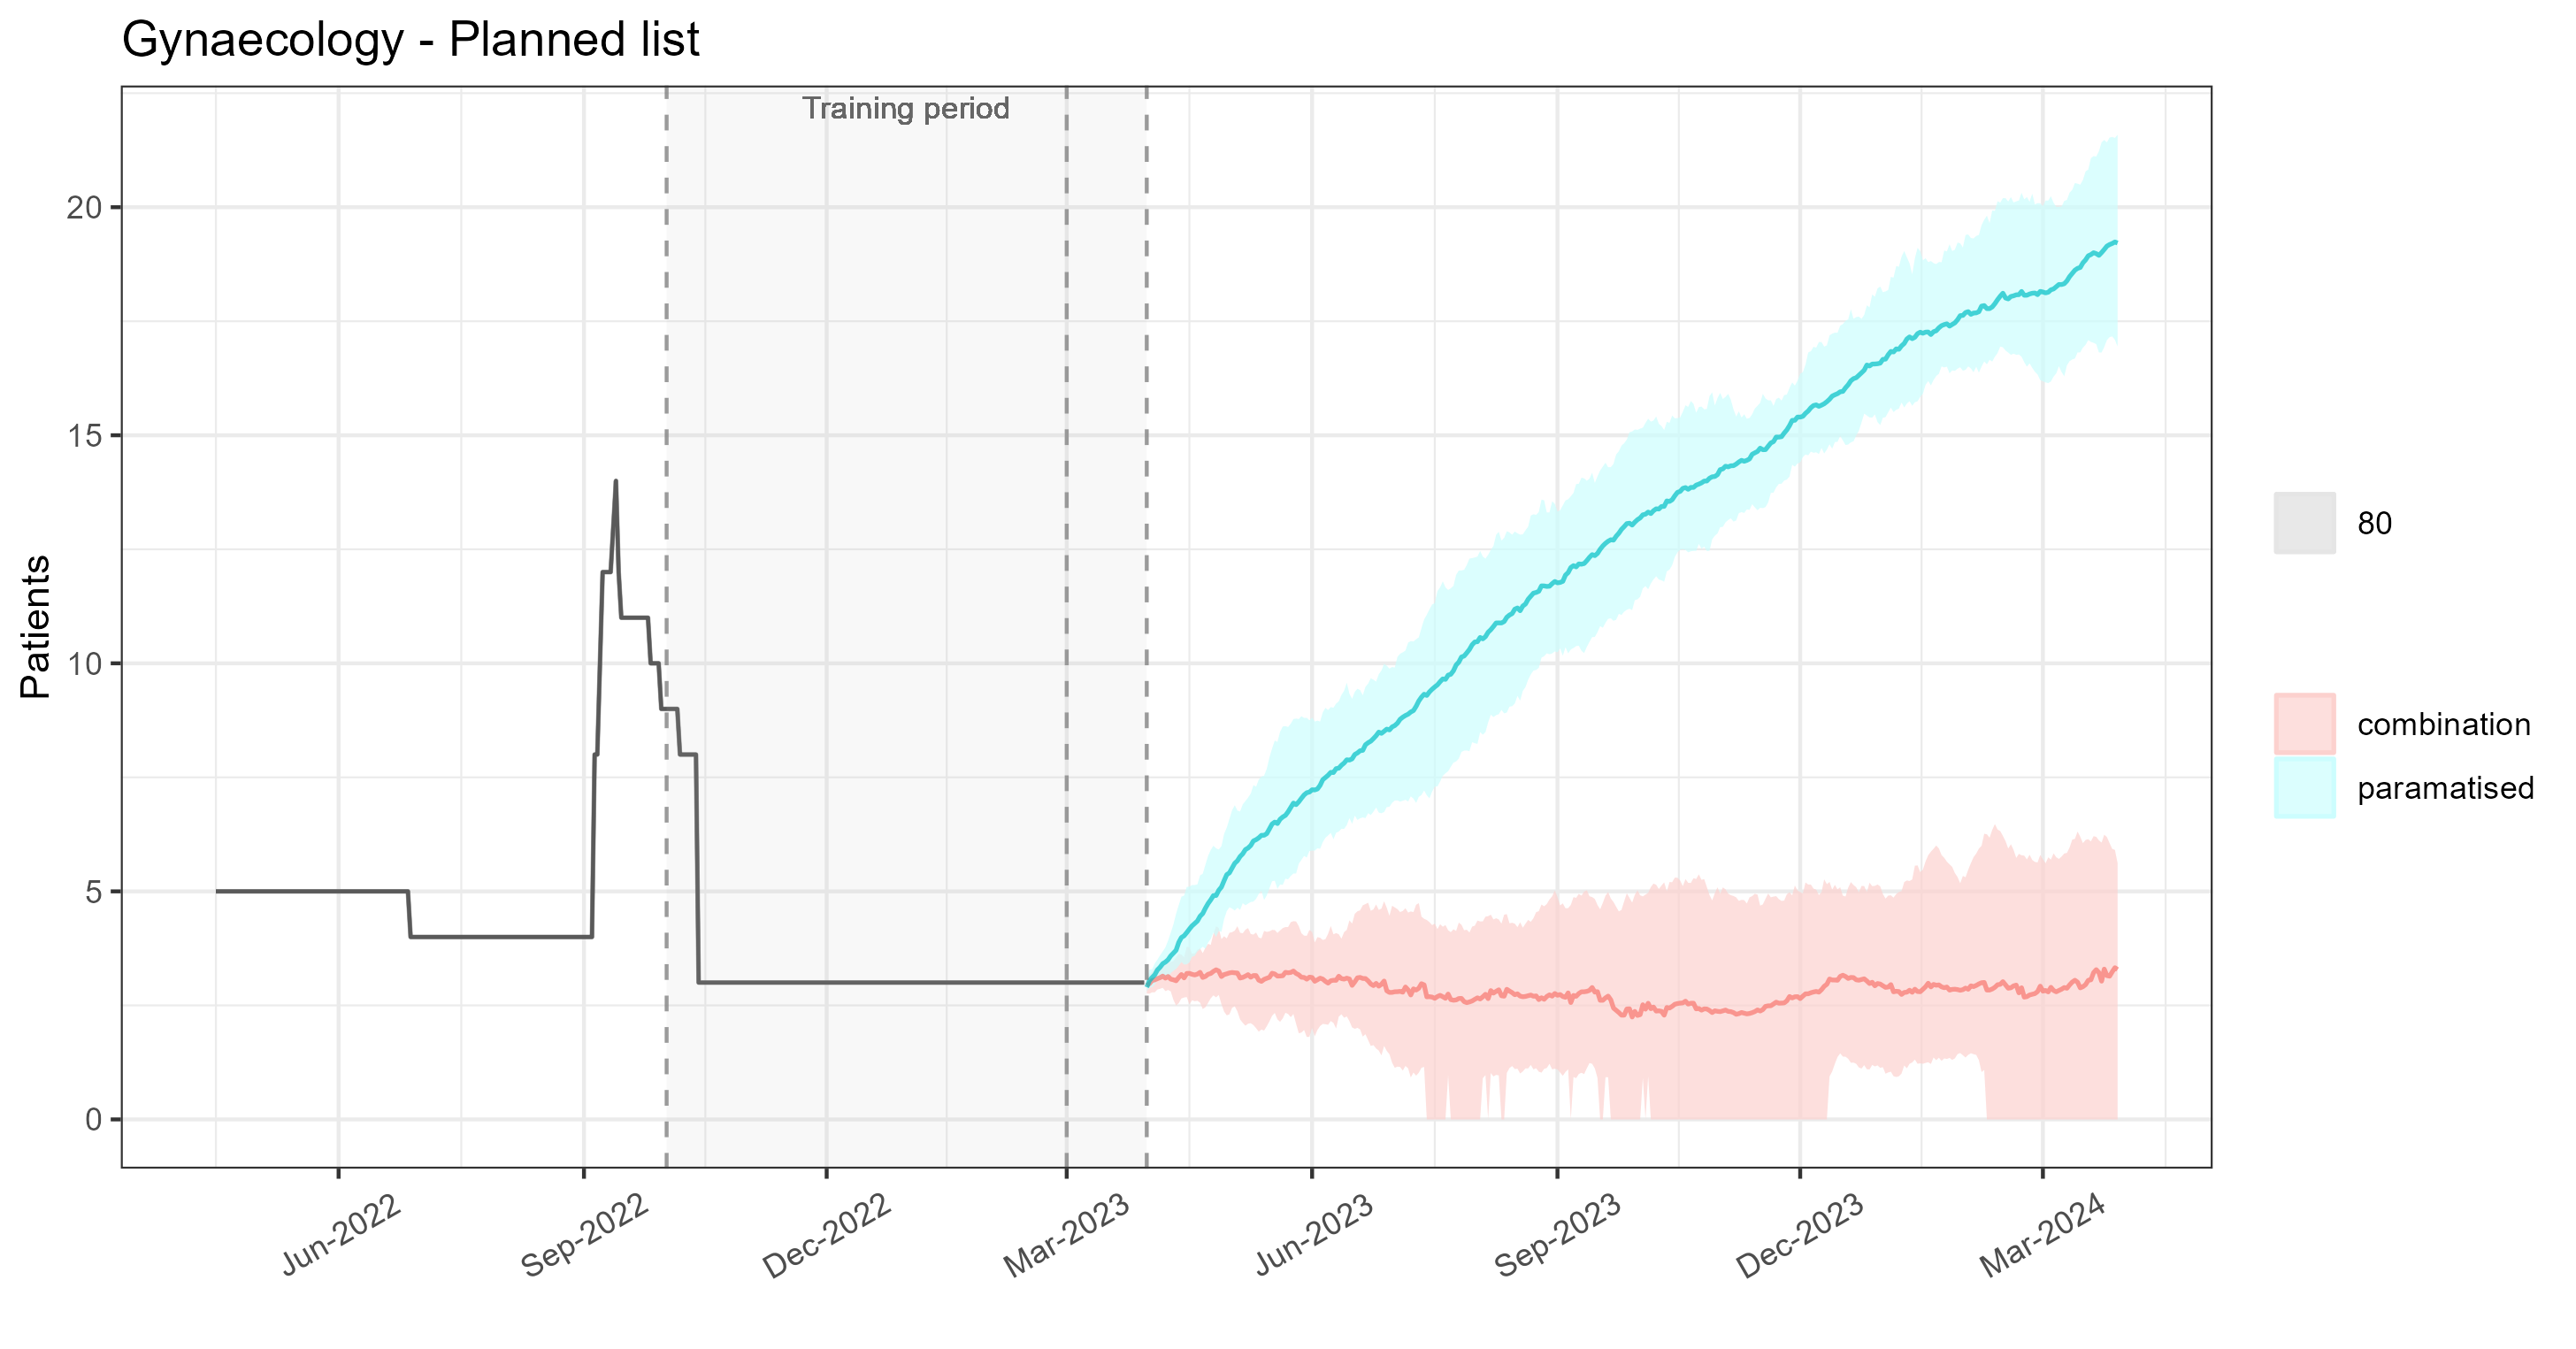 Gynaecology - Planned list
Training period
Patients
20
15
10
5
0
Jun-2022
Sep-2022
Dec-2022
Mar-2023
Jun-2023
Sep-2023
Dec-2023
Mar-2024
80
combination
paramatised